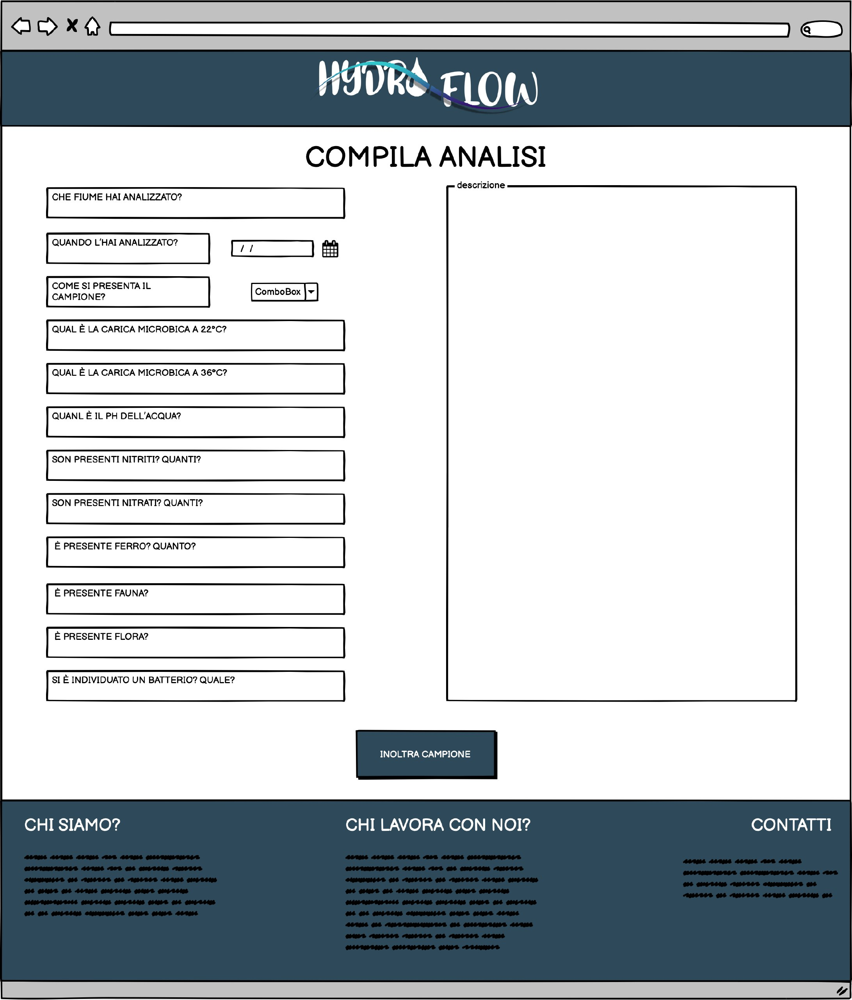 HYDRO FLOW
COMPILA ANALISI
CHE FIUME HAI ANALIZZATO?
QUANDO L'HAI ANALIZZATO?
/ /
COME SI PRESENTA IL
CAMPIONE?
ComboBox
QUAL È LA CARICA MICROBICA A 22°C?
QUAL È LA CARICA MICROBICA A 36°C?
QUANL È IL PH DELL'ACQUA?
SON PRESENTI NITRITI? QUANTI?
SON PRESENTI NITRATI? QUANTI?
È PRESENTE FERRO? QUANTO?
È PRESENTE FAUNA?
È PRESENTE FLORA?
SI È INDIVIDUATO UN BATTERIO? QUALE?
descrizione
INOLTRA CAMPIONE
CHI SIAMO?
CHI LAVORA CON NOI?
CONTATTI